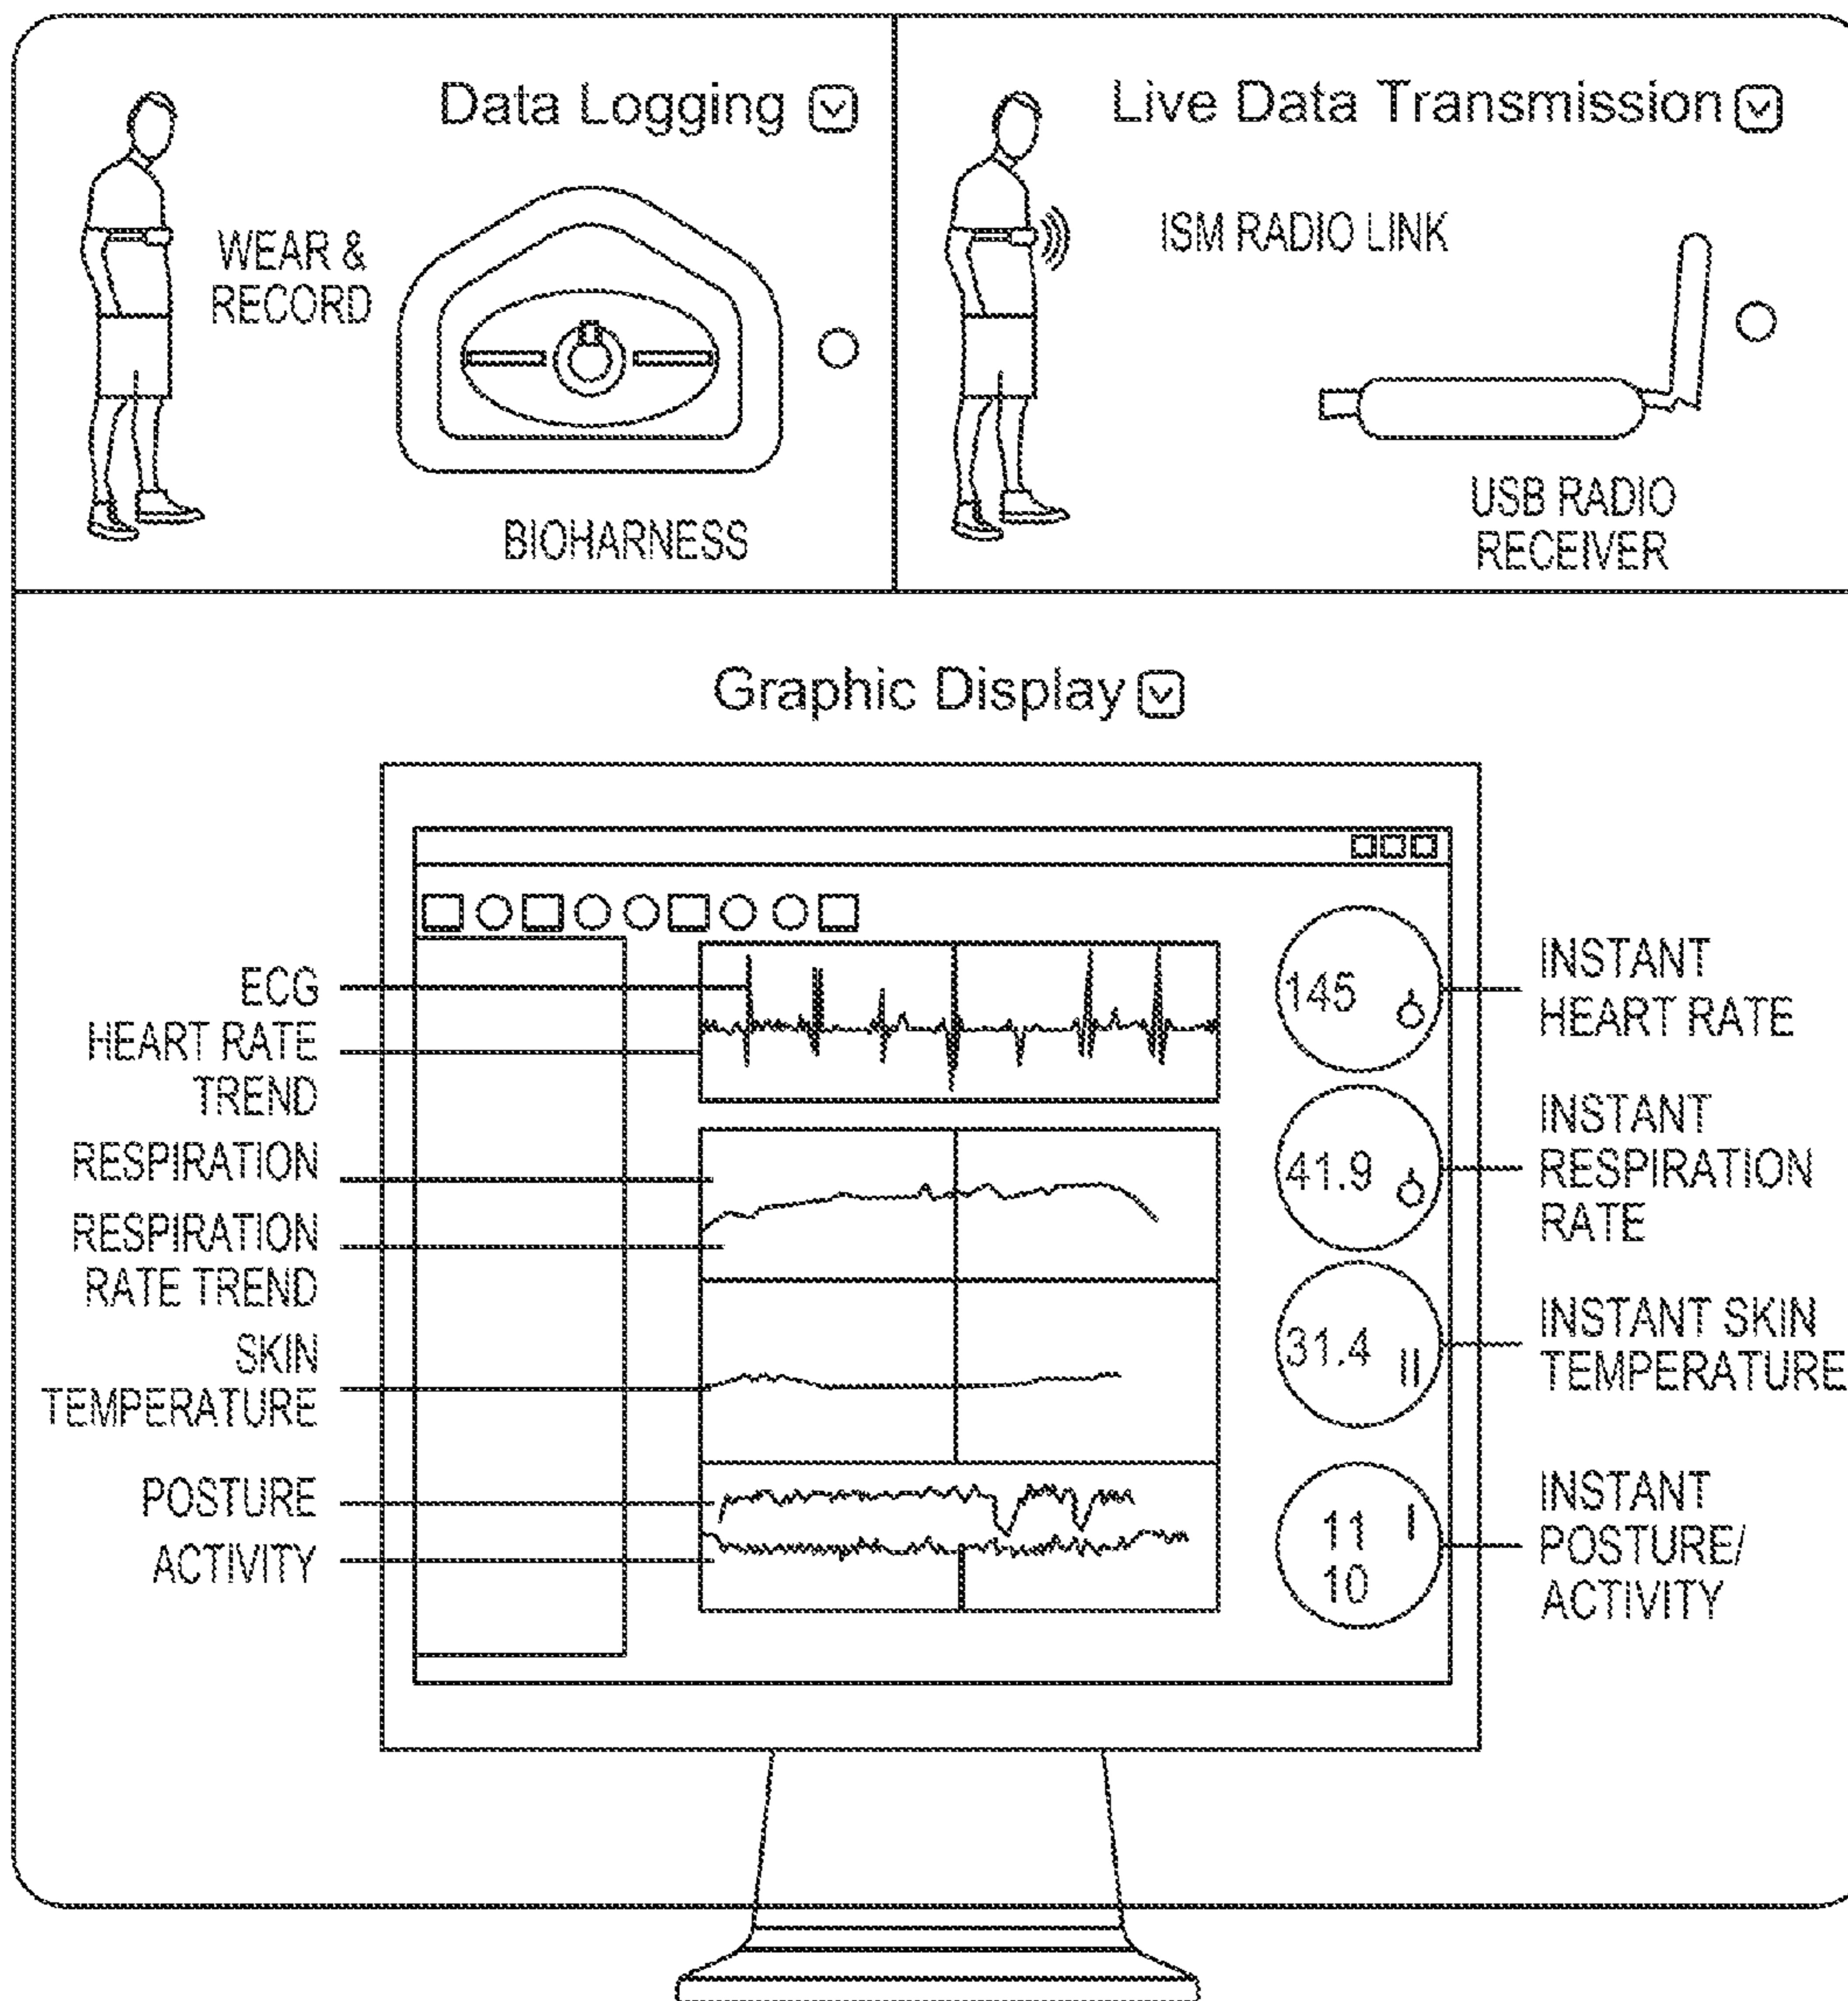 Data Logging
WEAR &
RECORD
BIOHARNESS
Live Data Transmission
ISM RADIO LINK
USB RADIO
RECEIVER
Graphic Display
ECG
HEART RATE
TREND
RESPIRATION
RESPIRATION
RATE TREND
SKIN
TEMPERATURE
POSTURE
ACTIVITY
145
41.9
31.4
11
10
INSTANT
HEART RATE
INSTANT
RESPIRATION
RATE
INSTANT SKIN
TEMPERATURE
INSTANT
POSTURE/
ACTIVITY